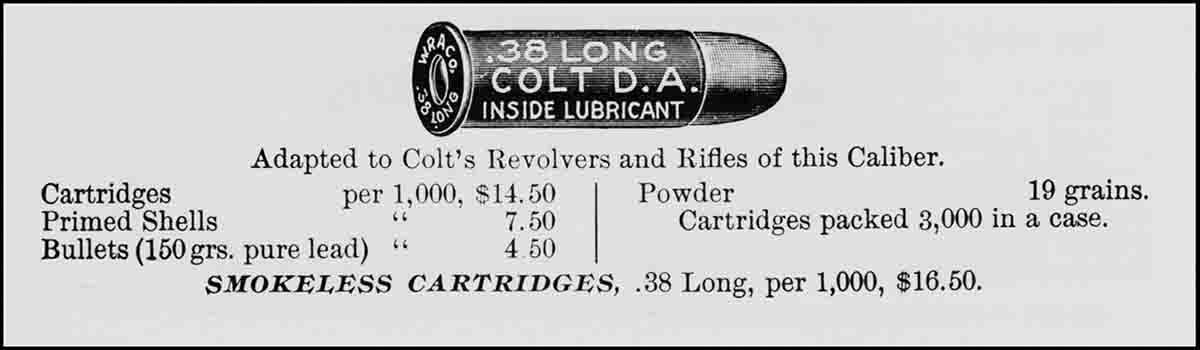 W.R.A.CO.
.38 LONG
.38 LONG
COLT D.A.
INSIDE LUBRICANT
Adapted to Colt's Revolvers and Rifles of this Caliber.
Cartridges per 1,000, $14.50
Primed Shells “ 7.50
Bullets (150 grs. pure lead) “ 4.50
Powder 19 grains.
Cartridges packed 3,000 in a case.
SMOKELESS CARTRIDGES, .38 Long, per 1,000, $16.50.